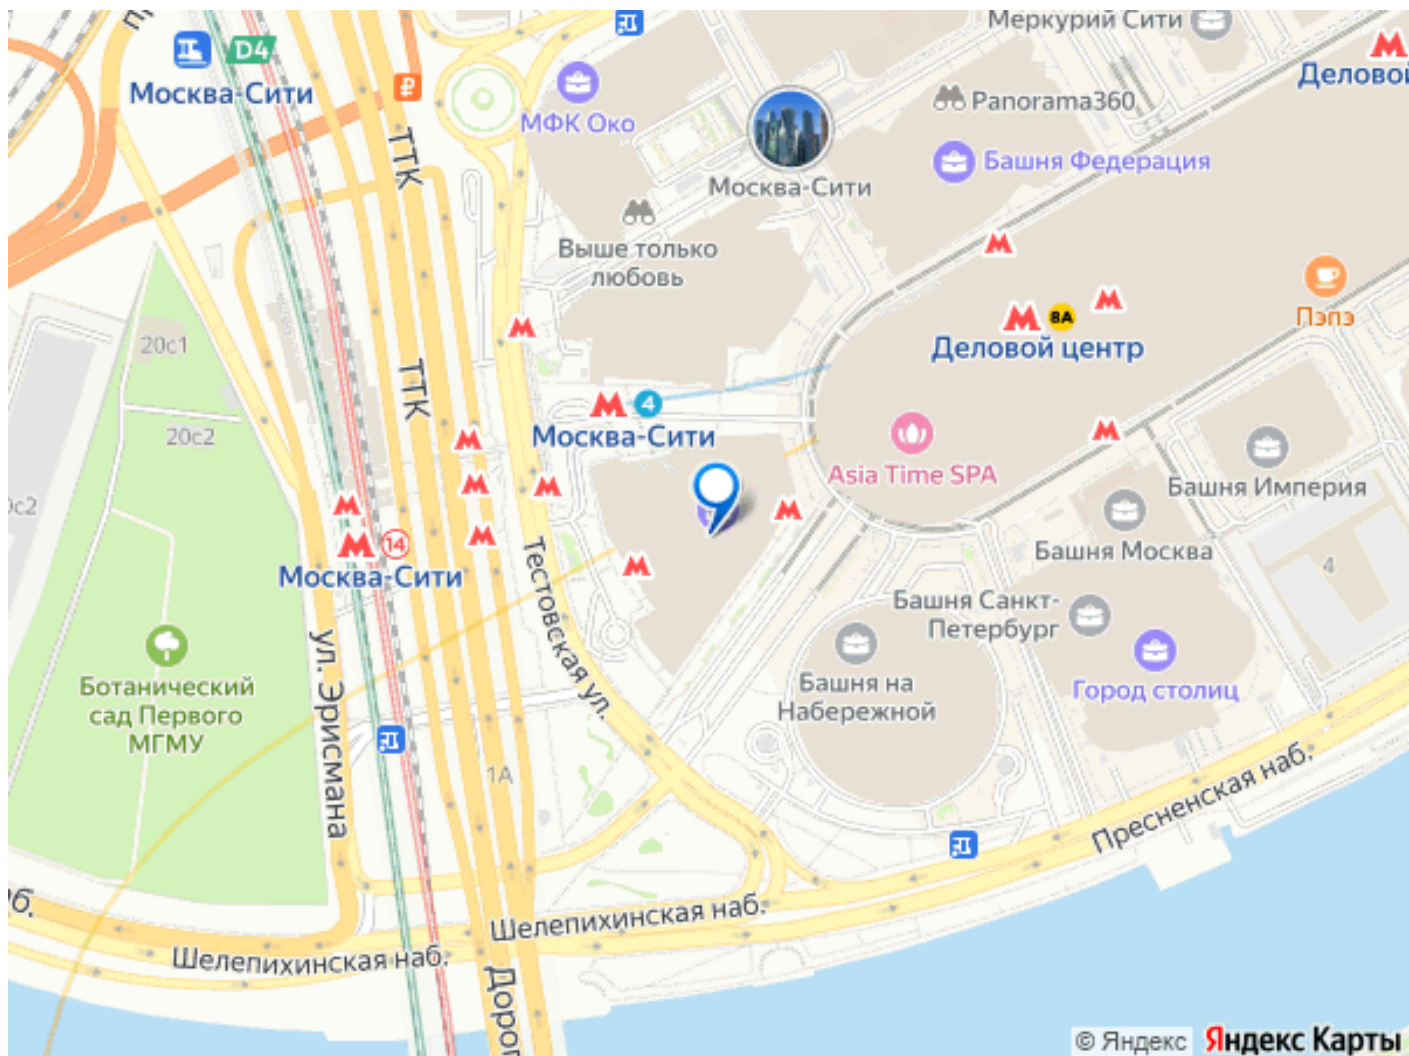 Меркурий Сити
D4
Москва-Сити
Деловой
МФК Око
Panorama360
Башня Федерация
Москва-Сити
ТТК
Выше только
любовь
Пэпэ
8А
Деловой центр
20с1
ТТК
4
Москва-Сити
20с2
Asia Time SPA
Башня Империя
0с2
14
Москва-Сити
Башня Москва
4
Тестовская ул.
Башня Санкт-
Петербург
ул. Эрисмана
Ботанический
сад Первого
МГМУ
Башня на
Набережной
Город столиц
1А
Пресненская наб.
об.
Шелепихинская наб.
Шелепихинская наб.
Дорог
© Яндекс Яндекс Карты